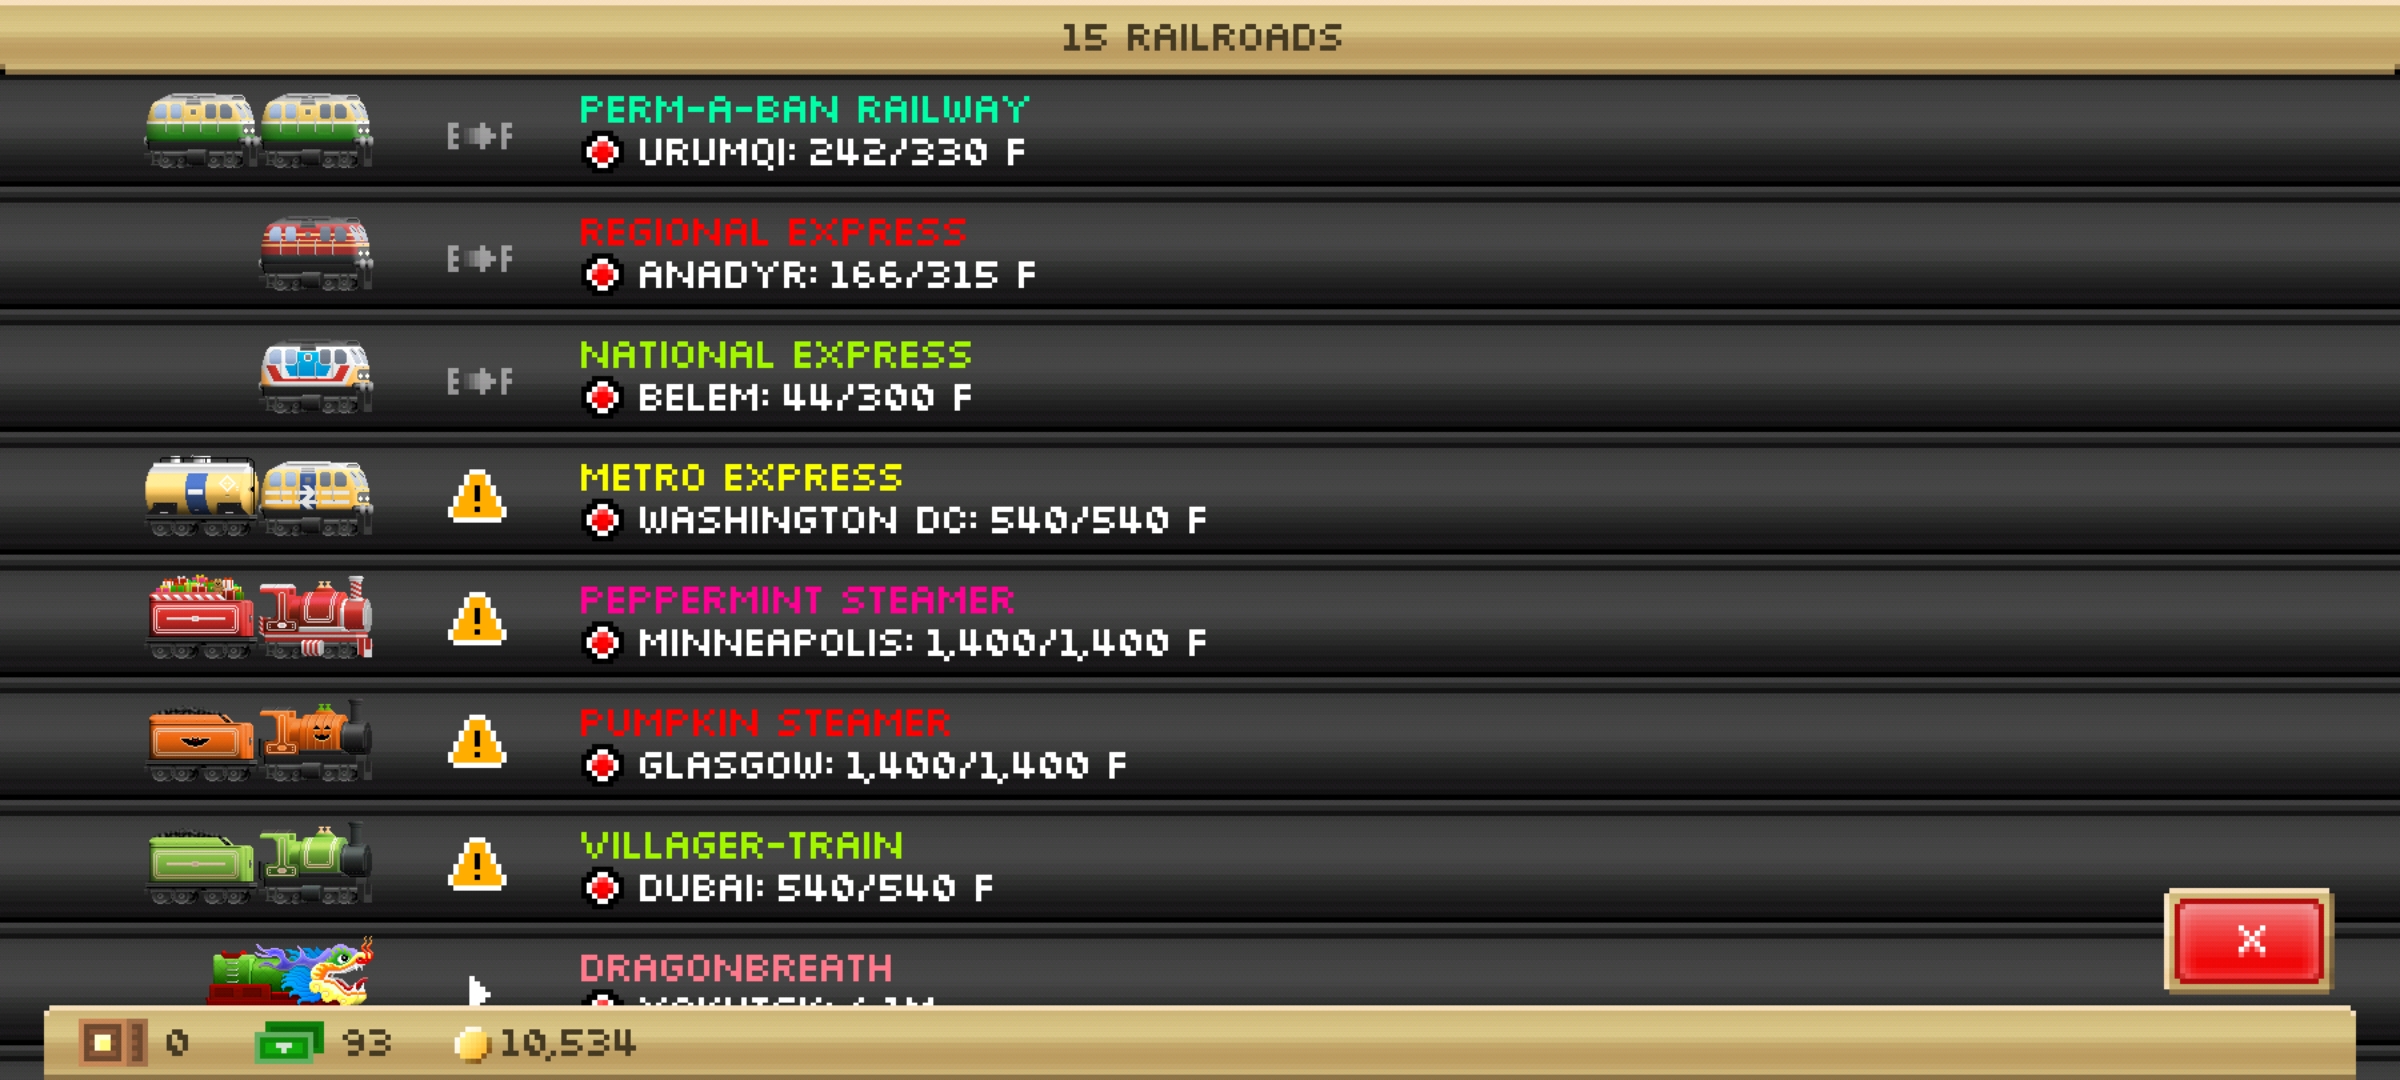 15 RAILROADS
PERM-A-BAN RAILWAY
E F
URUMQI: 242/330 F
REGIONAL EXPRESS
E F
ANADYR: 166/315 F
NATIONAL EXPRESS
E F
BELEM: 44/300 F
METRO EXPRESS
WASHINGTON DC: 540/540 F
PEPPERMINT STEAMER
MINNEAPOLIS: 1,400/1,400 F
PUMPKIN STEAMER
GLASGOW: 1,400/1,400 F
VILLAGER-TRAIN
DUBAI: 540/540 F
DRAGONBREATH
X
0 93 10,534